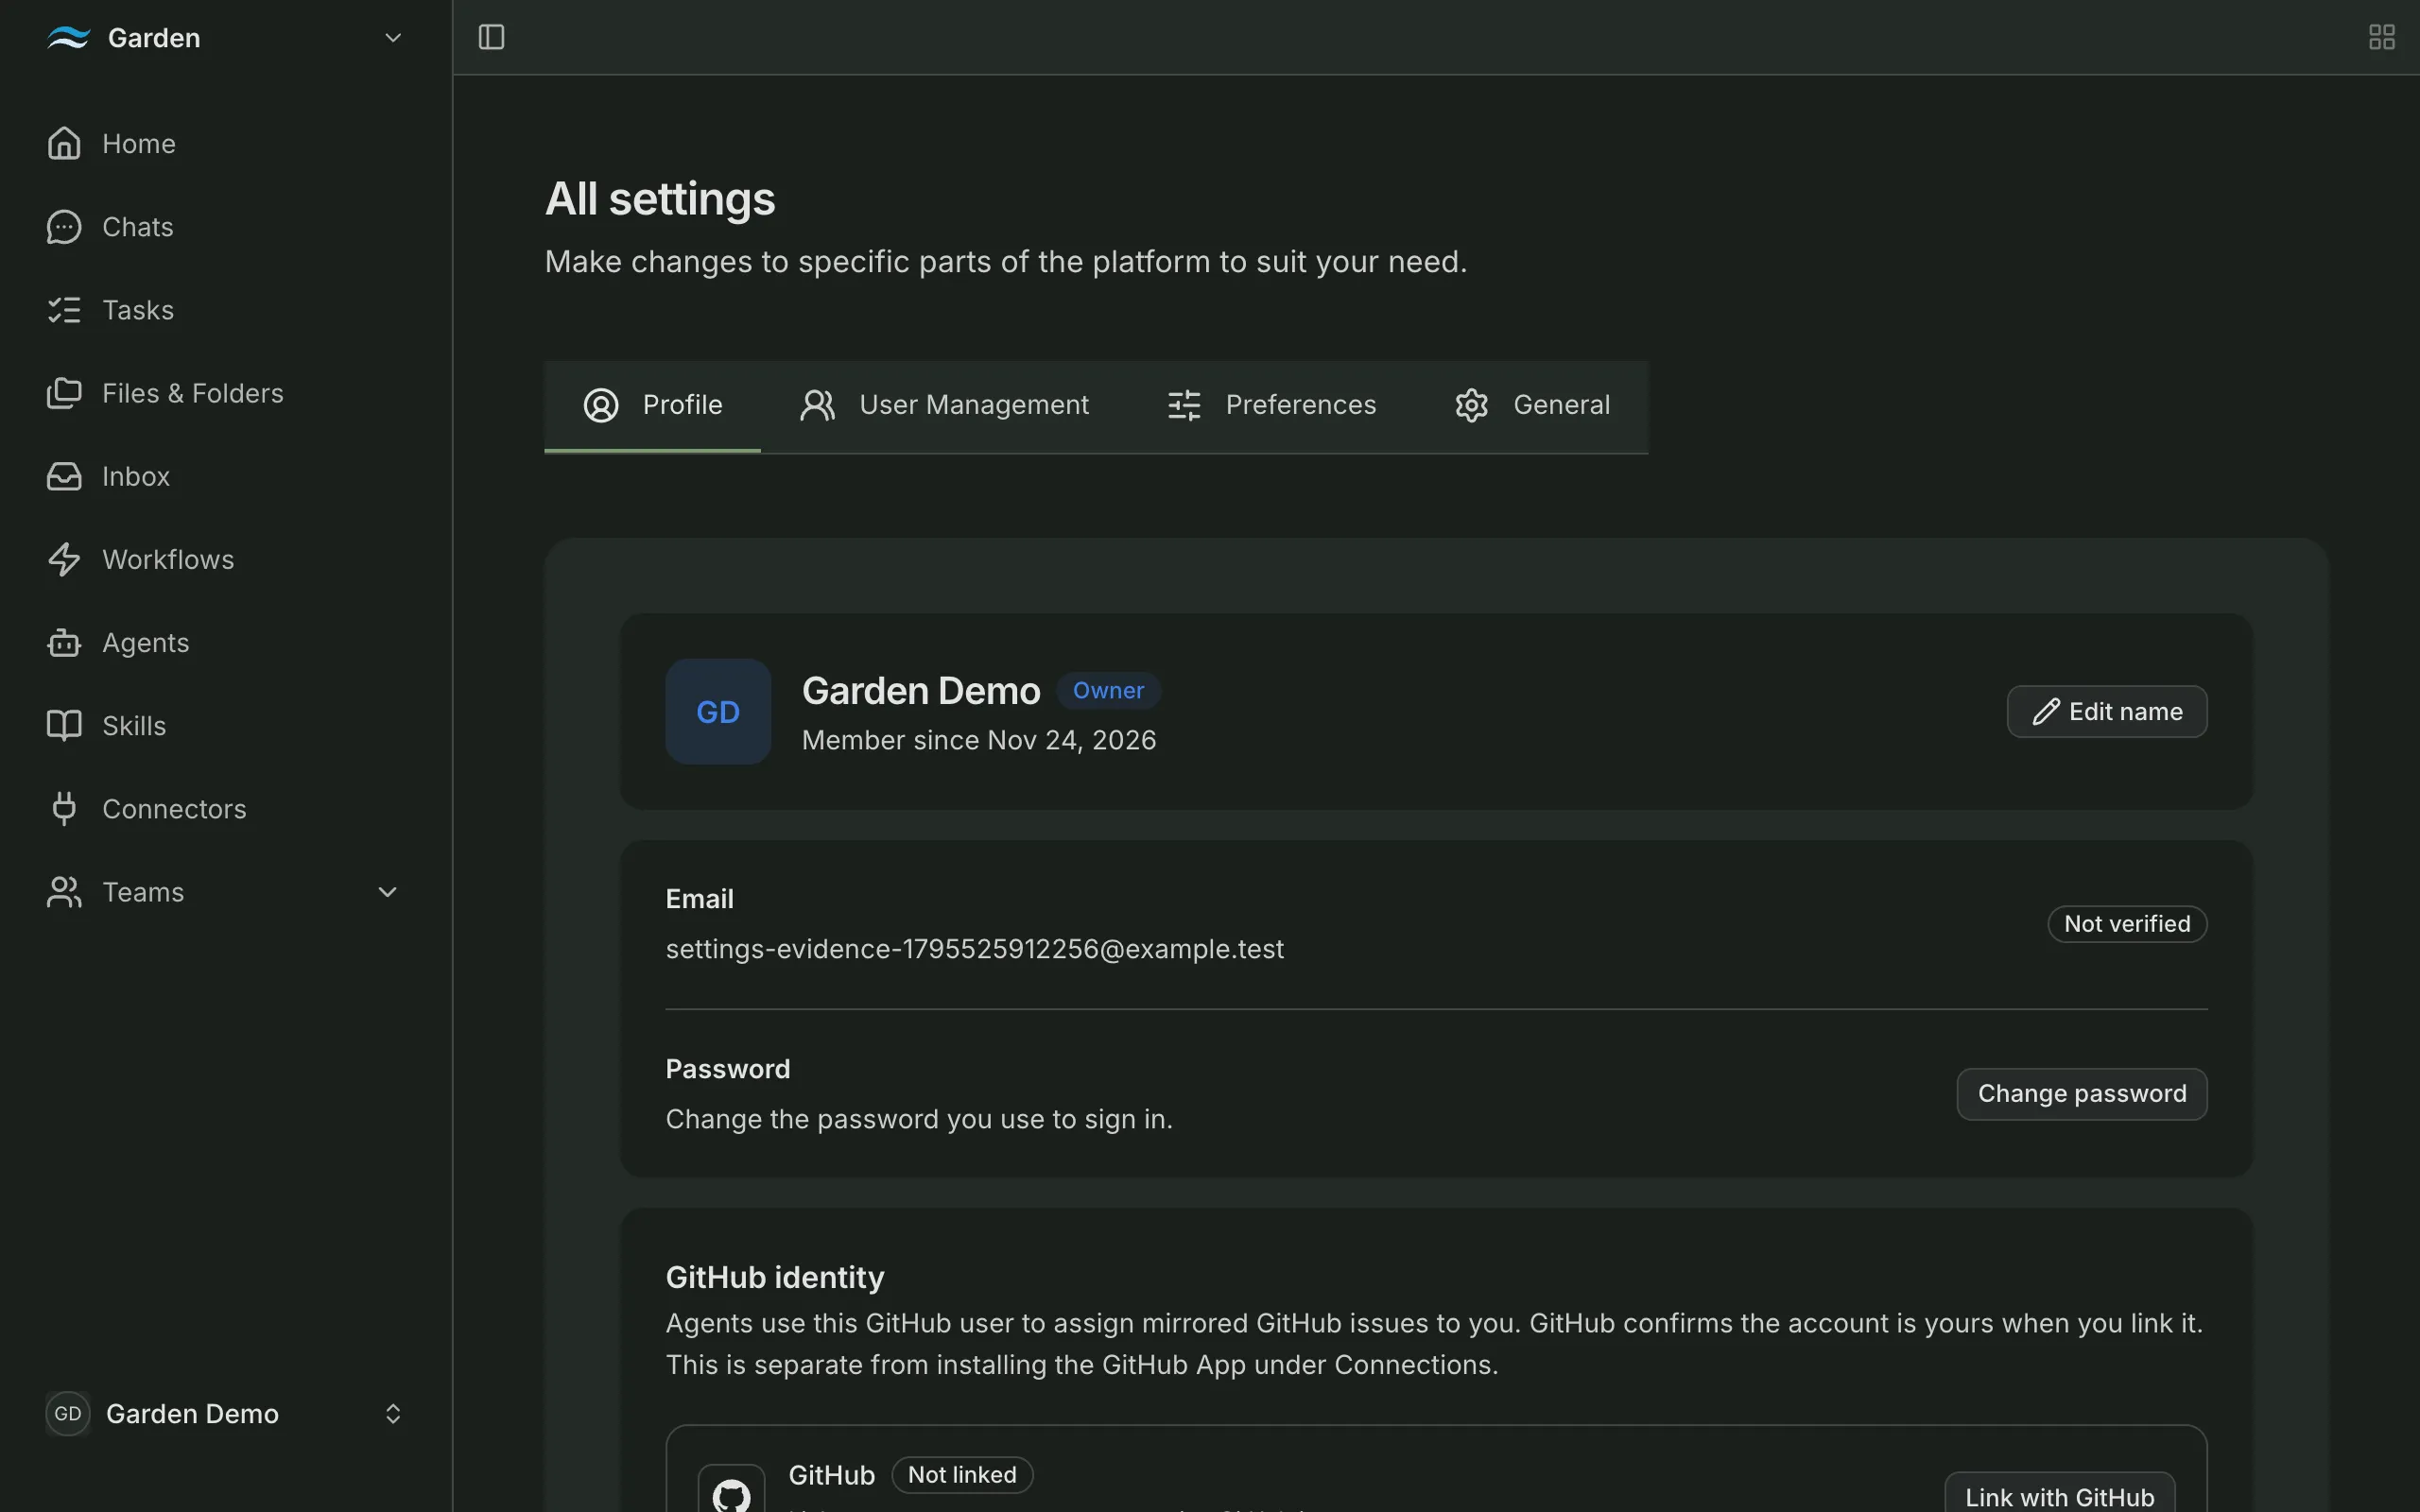 Garden
Home
Chats
Tasks
Files & Folders
Inbox
Workflows
Agents
Skills
Connectors
Teams
GD
Garden Demo
All settings
Make changes to specific parts of the platform to suit your need.
Profile
User Management
Preferences
General
GD
Garden Demo
Owner
Member since Nov 24, 2026
Edit name
Email
settings-evidence-1795525912256@example.test
Not verified
Password
Change the password you use to sign in.
Change password
GitHub identity
Agents use this GitHub user to assign mirrored GitHub issues to you. GitHub confirms the account is yours when you link it.
This is separate from installing the GitHub App under Connections.
GitHub
Not linked
Link with GitHub